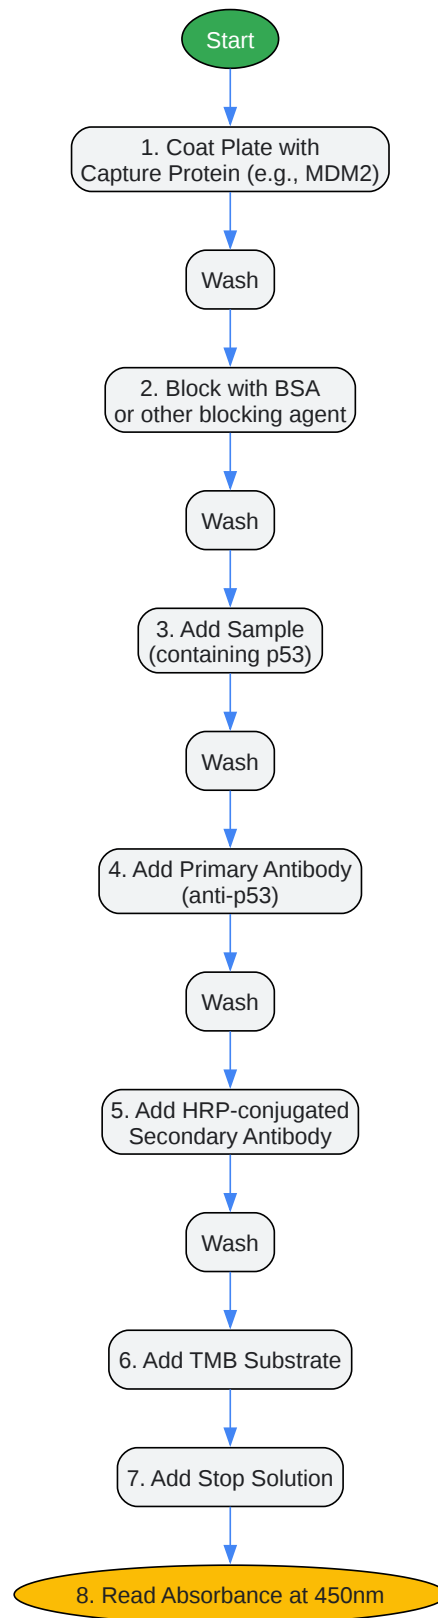 Start
1. Coat Plate with
Capture Protein (e.g., MDM2)
Wash
2. Block with BSA
or other blocking agent
Wash
3. Add Sample
(containing p53)
Wash
4. Add Primary Antibody
(anti-p53)
Wash
5. Add HRP-conjugated
Secondary Antibody
Wash
6. Add TMB Substrate
7. Add Stop Solution
8. Read Absorbance at 450nm